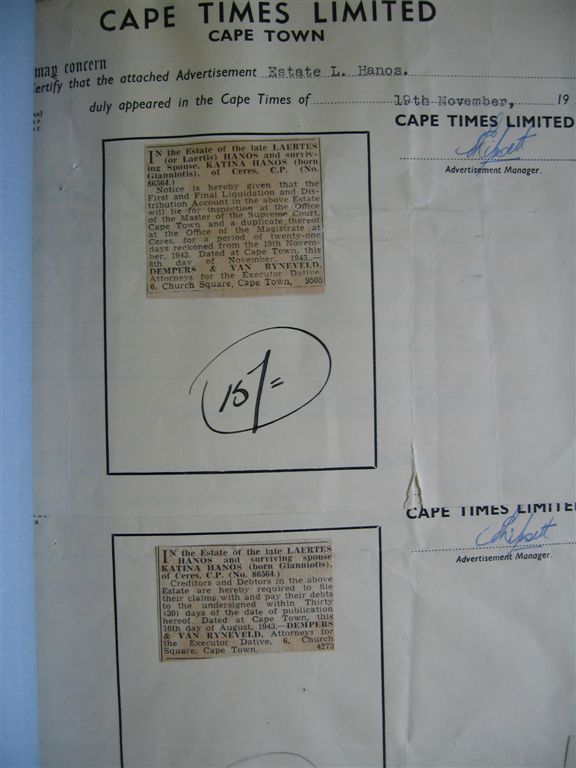 CAPE TIMES LIMITED
CAPE TOWN
may concern
certify that the attached Advertisement Estate L. Hanos.
duly appeared in the Cape Times of 19th November, 19
CAPE TIMES LIMITED
Advertisement Manager.
IN the Estate of the late LAERTES
(or Laertis) HANOS and surviv-
ing Spouse, KATINA HANOS (born
Gianniotis), of Ceres, C.P. (No.
86564.)
Notice is hereby given that the
First and Final Liquidation and Dis-
tribution Account in the above Estate
will lie for inspection at the Office
of the Master of the Supreme Court,
Cape Town, and a duplicate thereof
at the Office of the Magistrate at
Ceres, for a period of twenty-one
days reckoned from the 19th Novem-
ber, 1943. Dated at Cape Town, this
8th day of November, 1943.—
DEMPERS & VAN RYNEVELD,
Attorneys for the Executor Dative,
6, Church Square, Cape Town. 9505
15/=
CAPE TIMES LIMITE
Advertisement Manager.
IN the Estate of the late LAERTES
HANOS and surviving spouse
KATINA HANOS (born Gianniotis),
of Ceres, C.P. (No. 86564.)
Creditors and Debtors in the above
Estate are hereby required to file
their claims with and pay their debts
to the undersigned within Thirty
(30) days of the date of publication
hereof. Dated at Cape Town, this
16th day of August, 1943.—DEMPERS
& VAN RYNEVELD, Attorneys for
the Executor Dative, 6, Church
Square, Cape Town. 4273